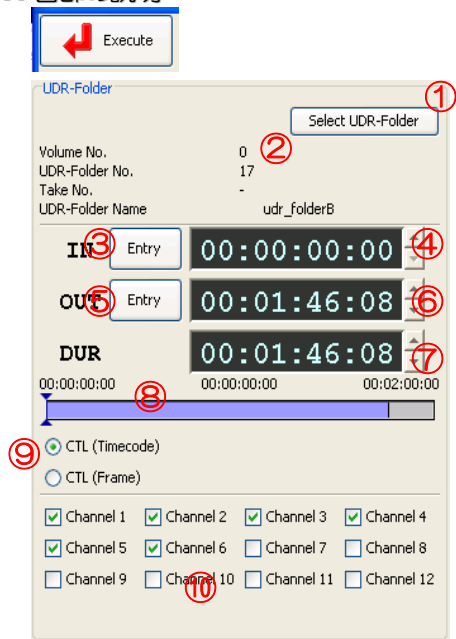 Execute
UDR-Folder
①
Select UDR-Folder
Volume No. 0 ②
UDR-Folder No. 17
Take No. -
UDR-Folder Name udr_folderB
IN ③ Entry 00:00:00:00 ④
OUT ⑤ Entry 00:01:46:08 ⑥
DUR 00:01:46:08 ⑦
00:00:00:00 00:00:00:00 00:02:00:00
⑧
⑨ CTL (Timecode)
CTL (Frame)
Channel 1 Channel 2 Channel 3 Channel 4
Channel 5 Channel 6 Channel 7 Channel 8
Channel 9 Channel 10 Channel 11 Channel 12
⑩